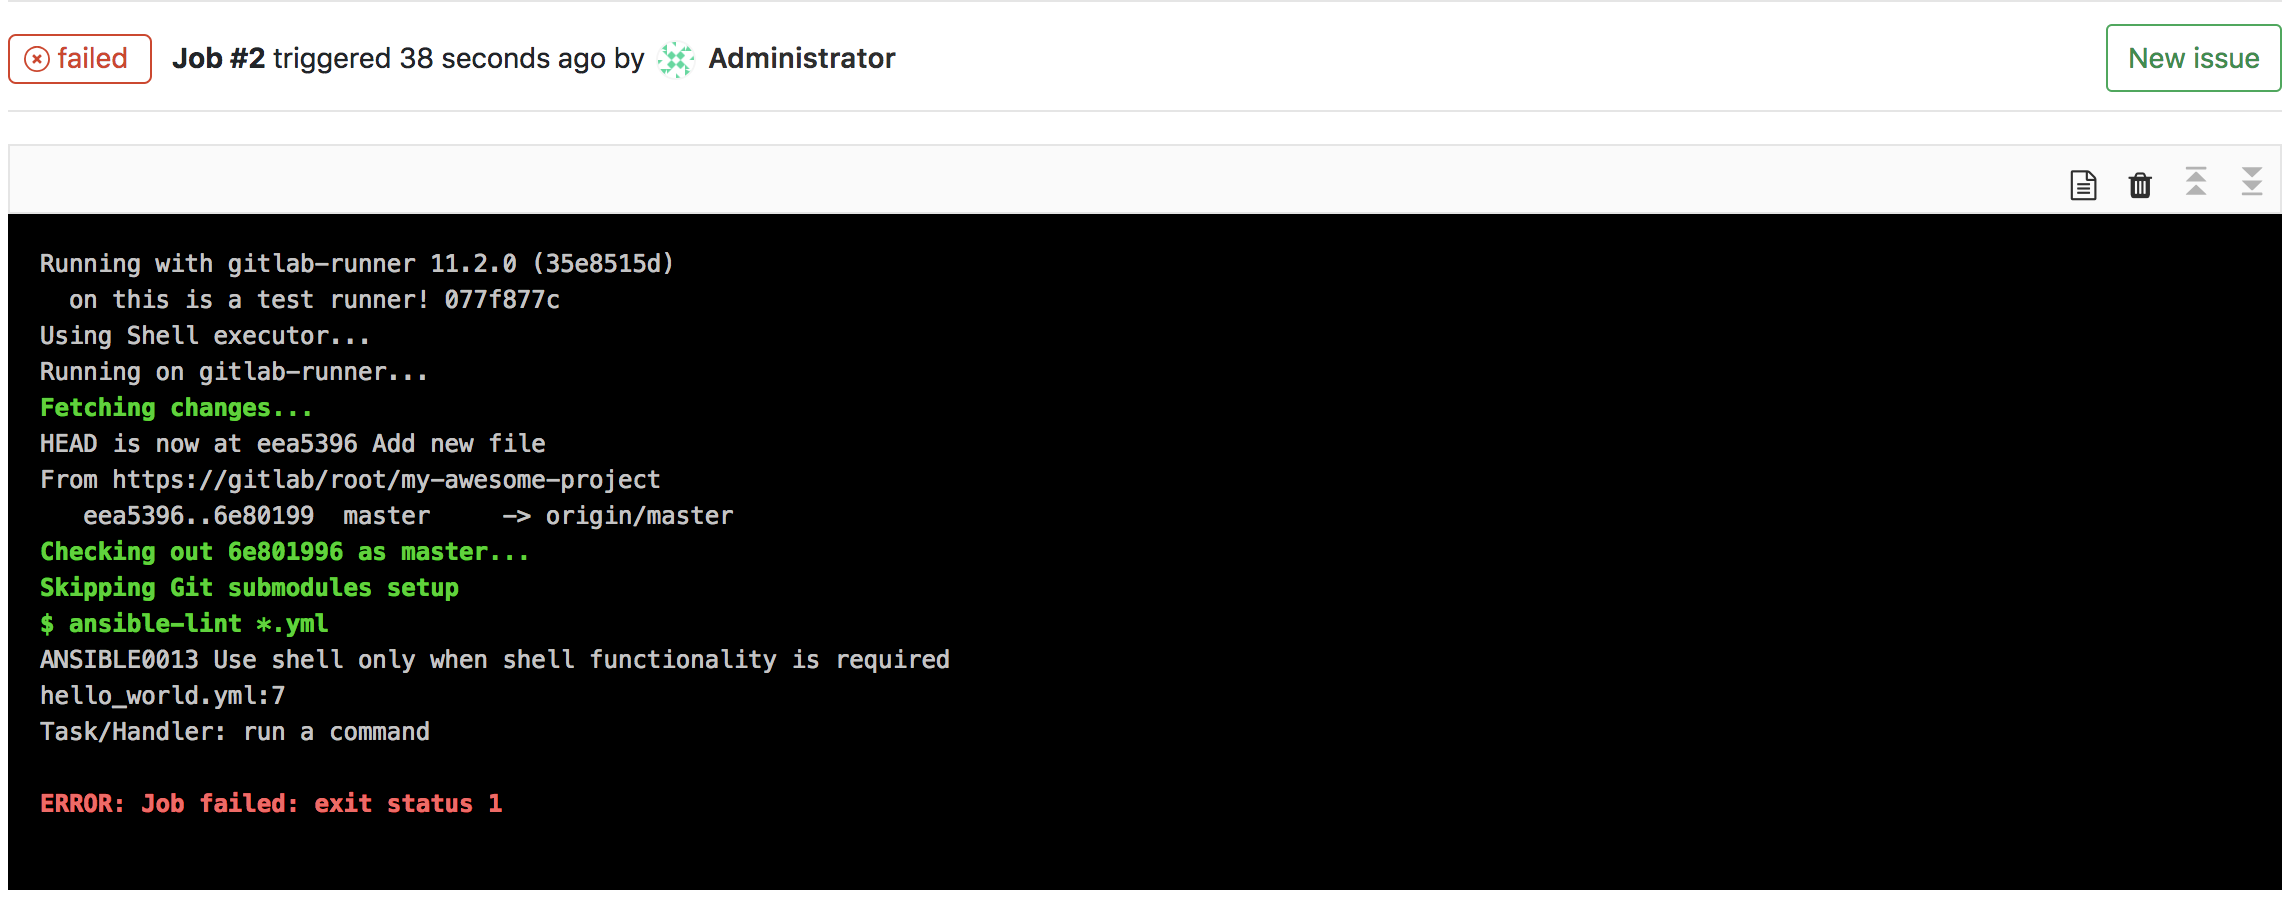 failed Job #2 triggered 38 seconds ago by Administrator New issue
Running with gitlab-runner 11.2.0 (35e8515d)
  on this is a test runner! 077f877c
Using Shell executor...
Running on gitlab-runner...
Fetching changes...
HEAD is now at eea5396 Add new file
From https://gitlab/root/my-awesome-project
   eea5396..6e80199  master     -> origin/master
Checking out 6e801996 as master...
Skipping Git submodules setup
$ ansible-lint *.yml
ANSIBLE0013 Use shell only when shell functionality is required
hello_world.yml:7
Task/Handler: run a command
ERROR: Job failed: exit status 1